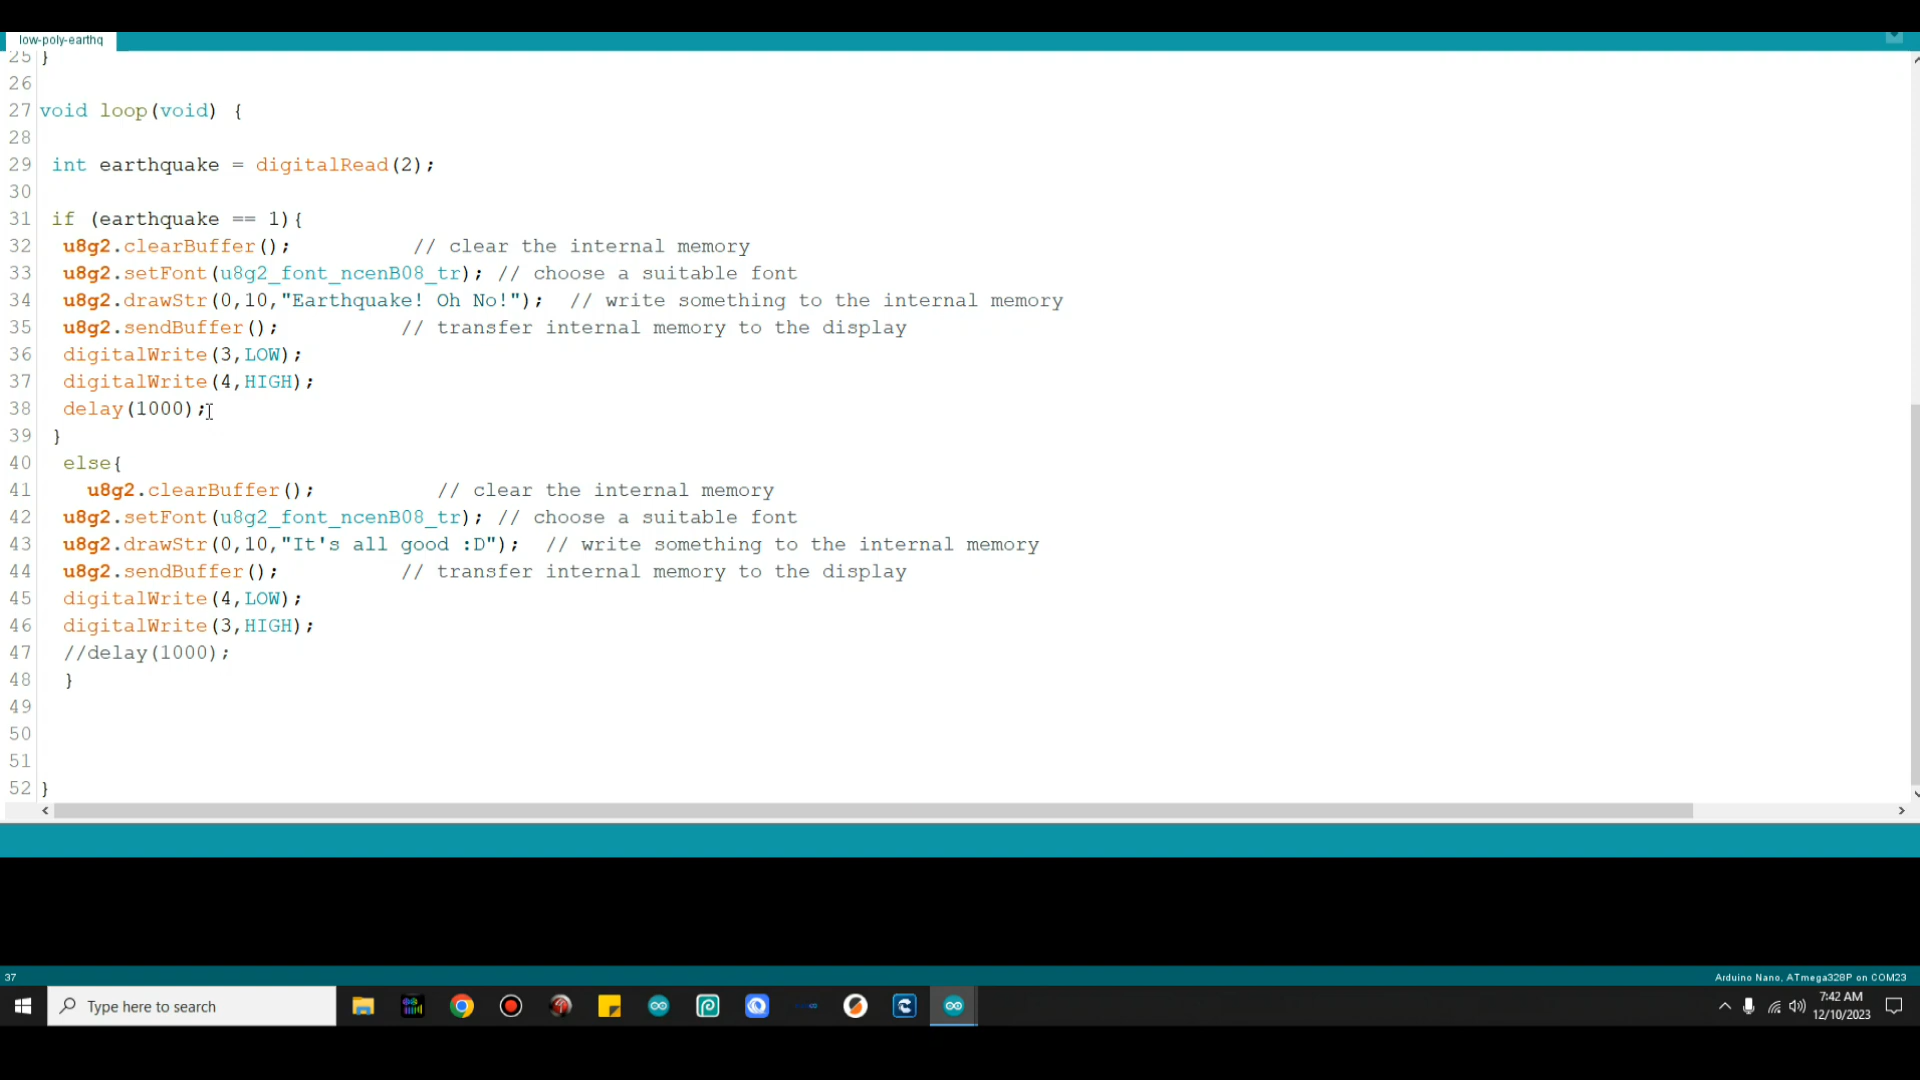 low-poly-earthq
25 }
26
27 void loop(void) {
28
29 int earthquake = digitalRead(2);
30
31 if (earthquake == 1){
32 u8g2.clearBuffer(); // clear the internal memory
33 u8g2.setFont(u8g2_font_ncenB08_tr); // choose a suitable font
34 u8g2.drawStr(0,10,"Earthquake! Oh No!"); // write something to the internal memory
35 u8g2.sendBuffer(); // transfer internal memory to the display
36 digitalWrite(3,LOW);
37 digitalWrite(4,HIGH);
38 delay(1000);
39 }
40 else{
41 u8g2.clearBuffer(); // clear the internal memory
42 u8g2.setFont(u8g2_font_ncenB08_tr); // choose a suitable font
43 u8g2.drawStr(0,10,"It's all good :D"); // write something to the internal memory
44 u8g2.sendBuffer(); // transfer internal memory to the display
45 digitalWrite(4,LOW);
46 digitalWrite(3,HIGH);
47 //delay(1000);
48 }
49
50
51
52 }
37
Arduino Nano, ATmega328P on COM23
Type here to search
7:42 AM
12/10/2023